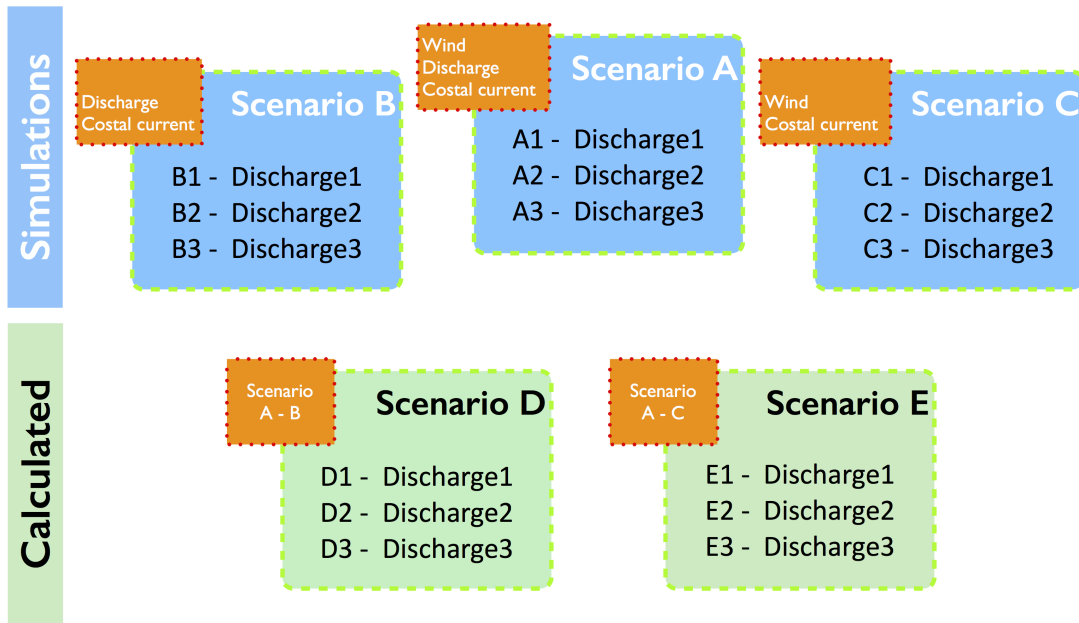 Simulations
Discharge
Costal current
Scenario B
B1 - Discharge1
B2 - Discharge2
B3 - Discharge3
Wind
Discharge
Costal current
Scenario A
A1 - Discharge1
A2 - Discharge2
A3 - Discharge3
Wind
Costal current
Scenario C
C1 - Discharge1
C2 - Discharge2
C3 - Discharge3
Calculated
Scenario
A - B
Scenario D
D1 - Discharge1
D2 - Discharge2
D3 - Discharge3
Scenario
A - C
Scenario E
E1 - Discharge1
E2 - Discharge2
E3 - Discharge3